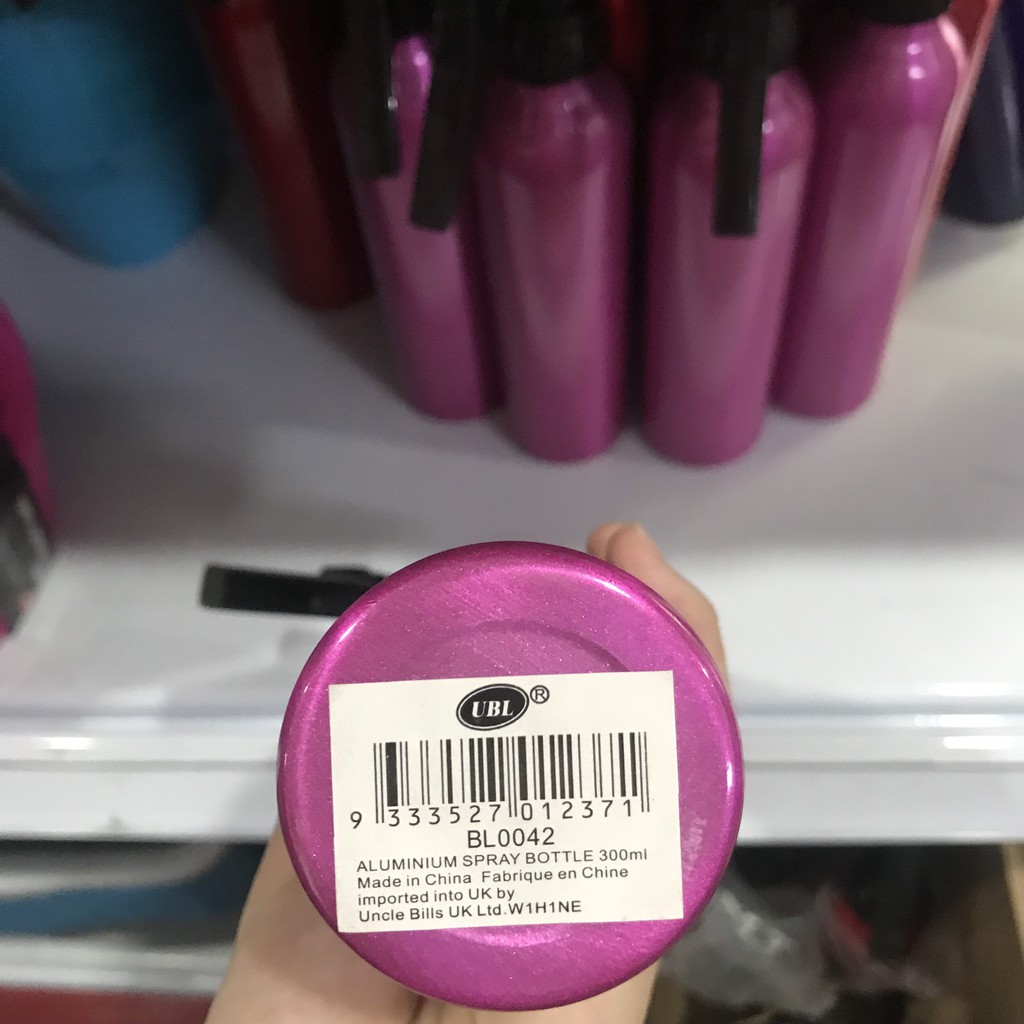 UBL®
9 333527 012371
BL0042
ALUMINIUM SPRAY BOTTLE 300ml
Made in China Fabrique en Chine
imported into UK by
Uncle Bills UK Ltd.W1H1NE